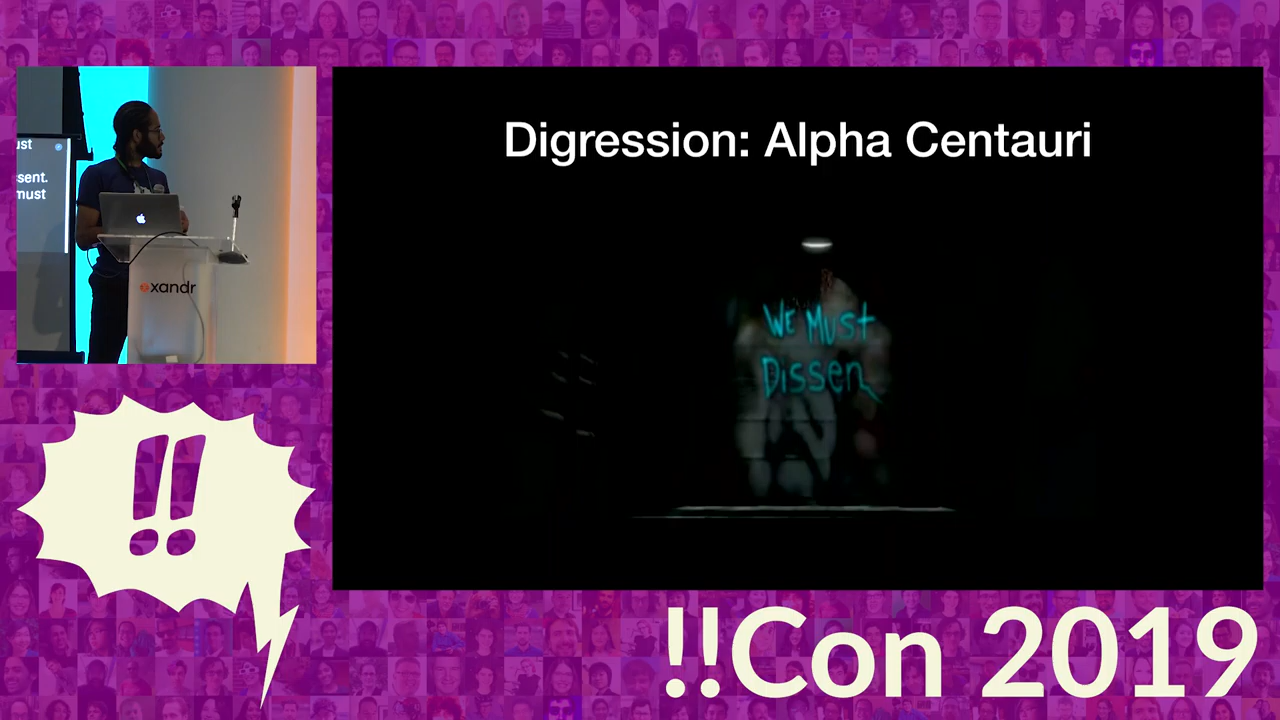 ust
sent.
must
xandr
Digression: Alpha Centauri
We Must
Dissen
!!
!!Con 2019